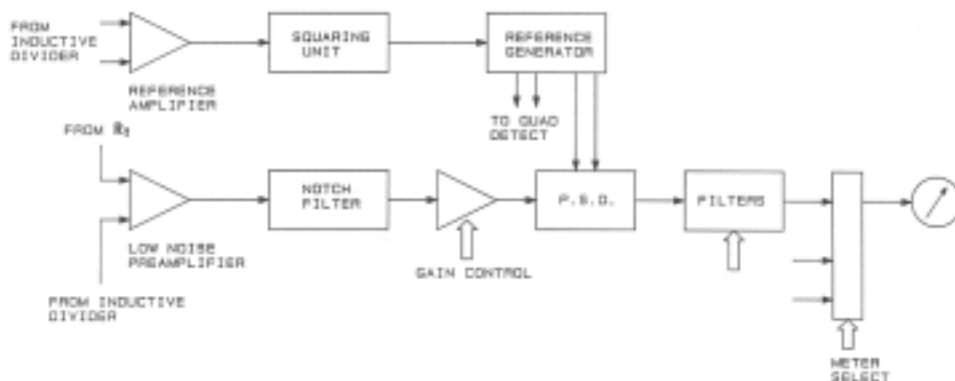 FROM
INDUCTIVE
DIVIDER
REFERENCE
AMPLIFIER
SQUARING
UNIT
REFERENCE
GENERATOR
TO QUAD
DETECT
FROM Rt
LOW NOISE
PREAMPLIFIER
FROM INDUCTIVE
DIVIDER
NOTCH
FILTER
GAIN CONTROL
P.S.D.
FILTERS
METER
SELECT